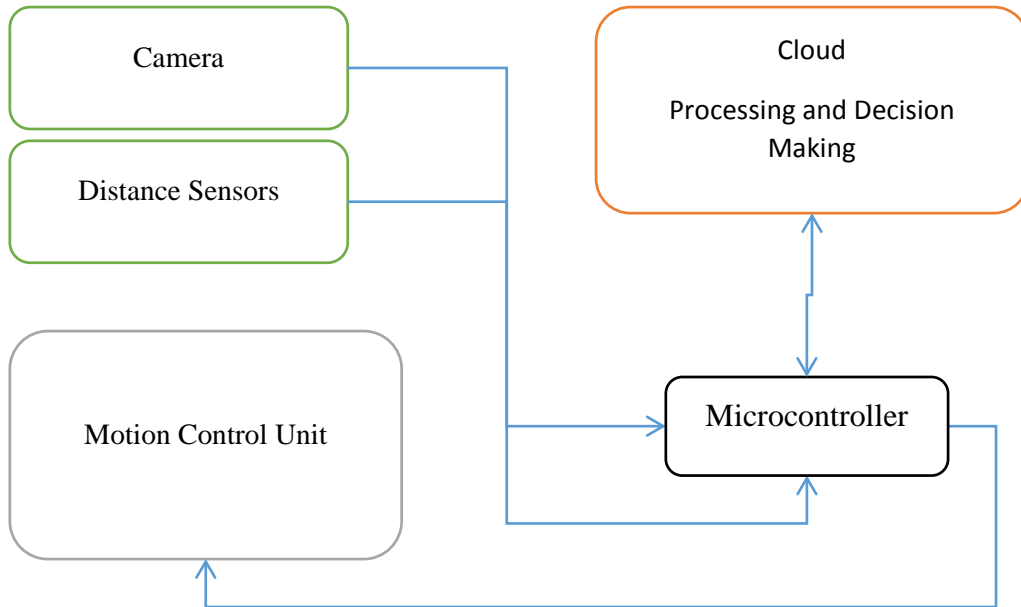 Camera
Cloud
Processing and Decision
Making
Distance Sensors
Motion Control Unit
Microcontroller